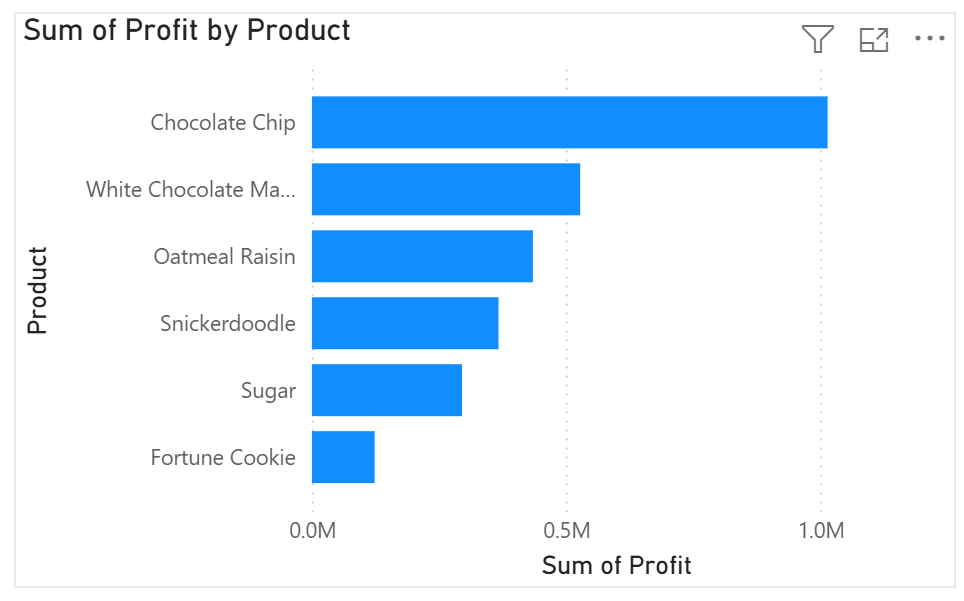 Sum of Profit by Product
Product
Chocolate Chip
White Chocolate Ma...
Oatmeal Raisin
Snickerdoodle
Sugar
Fortune Cookie
0.0M 0.5M 1.0M
Sum of Profit